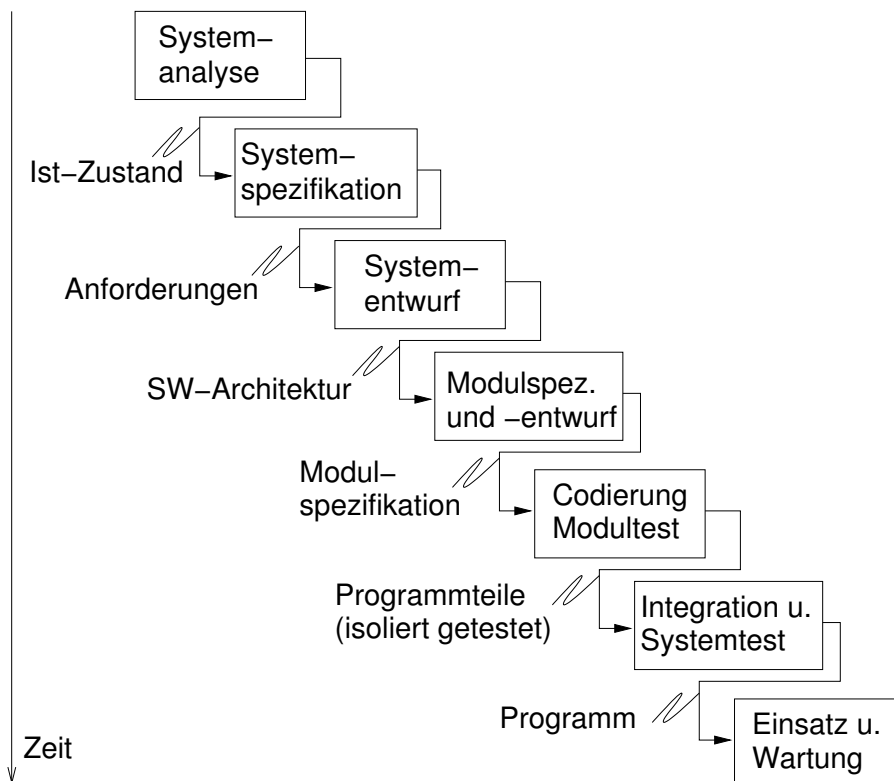 System–
analyse
Ist–Zustand
System–
spezifikation
Anforderungen
System–
entwurf
SW–Architektur
Modulspez.
und –entwurf
Modul–
spezifikation
Codierung
Modultest
Programmteile
(isoliert getestet)
Integration u.
Systemtest
Programm
Einsatz u.
Wartung
Zeit